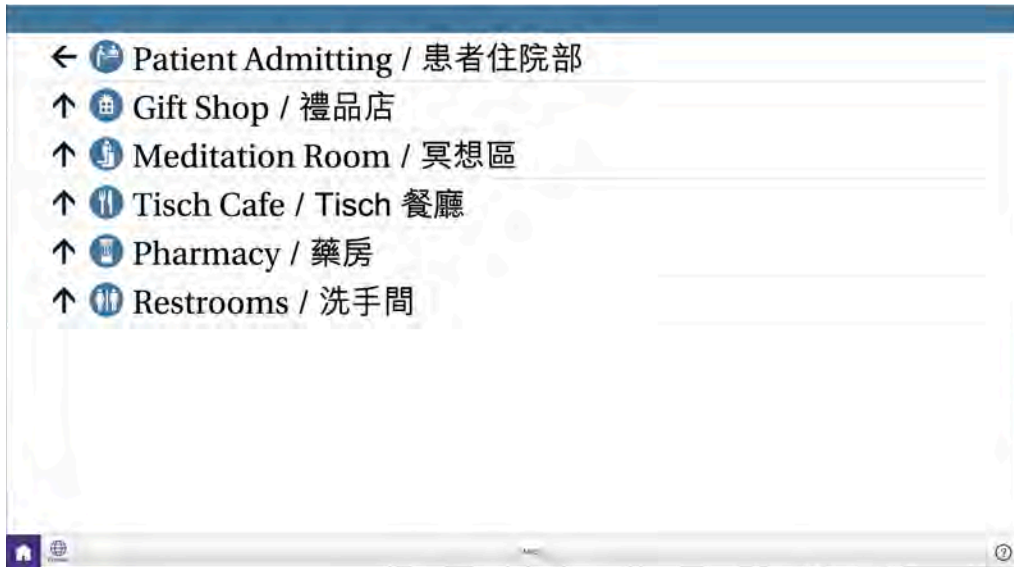 ← Patient Admitting / 患者住院部
↑ Gift Shop / 禮品店
↑ Meditation Room / 冥想區
↑ Tisch Cafe / Tisch 餐廳
↑ Pharmacy / 藥房
↑ Restrooms / 洗手間